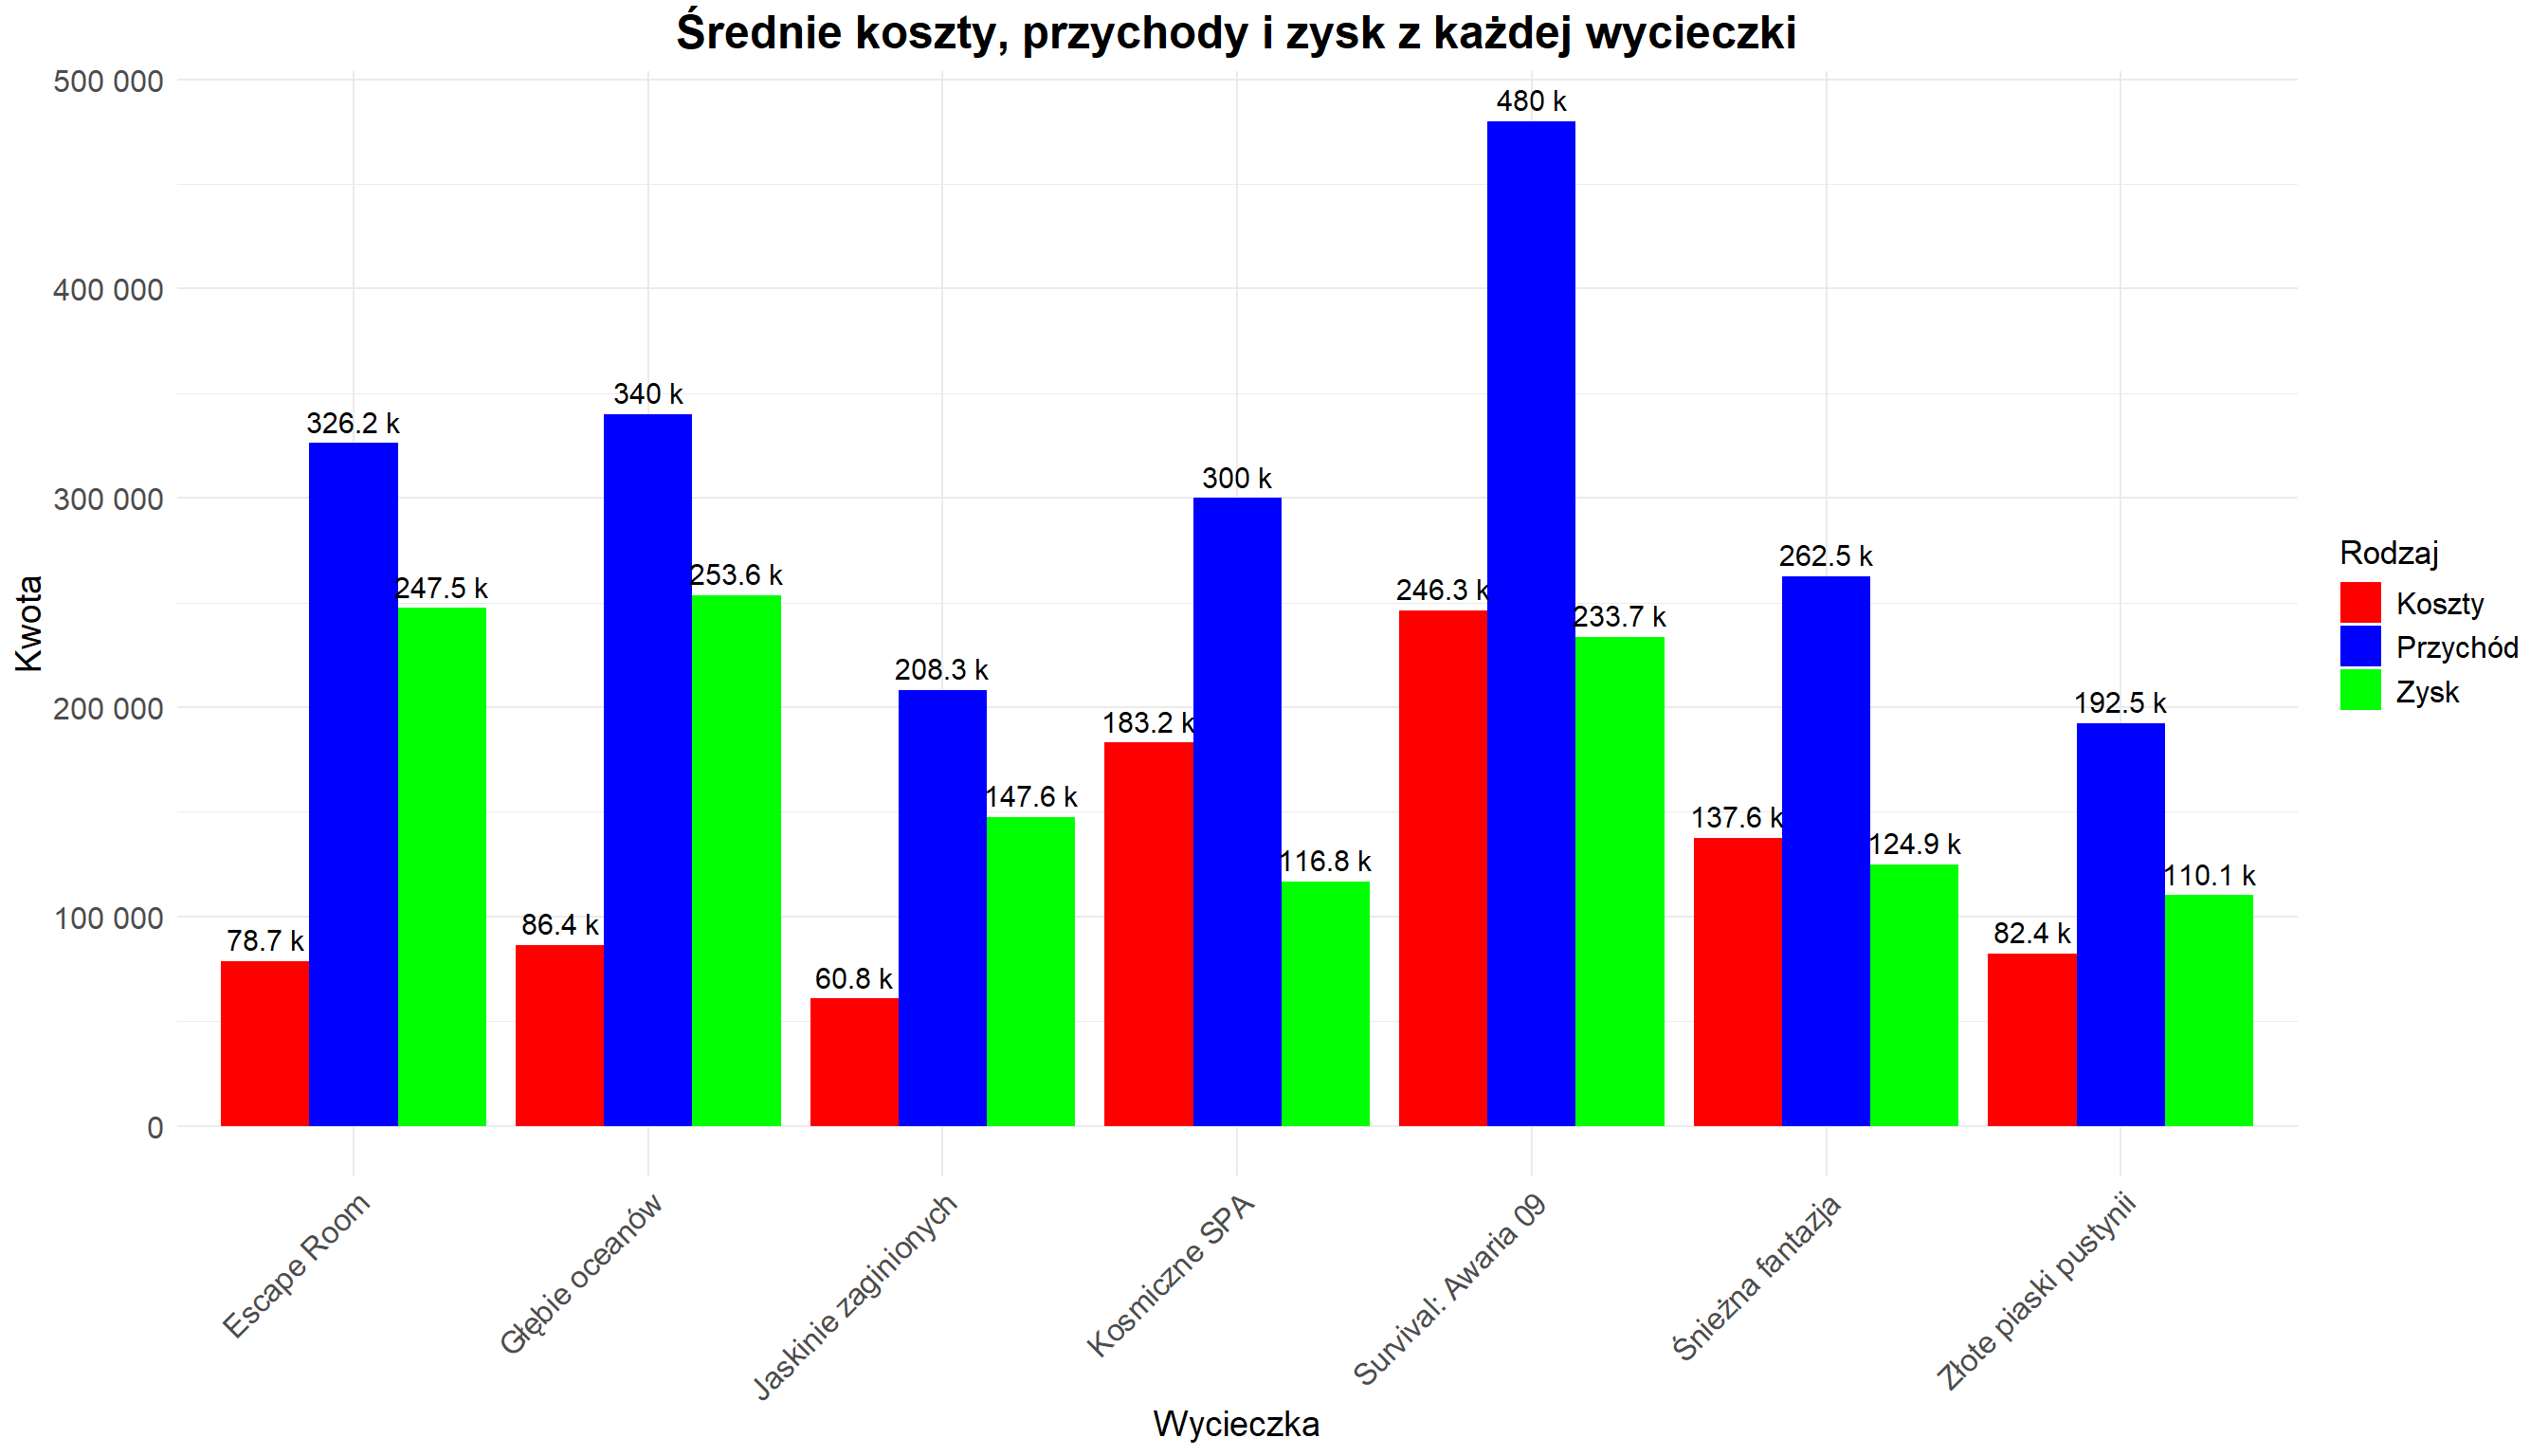 Średnie koszty, przychody i zysk z każdej wycieczki
Kwota
500 000
400 000
300 000
200 000
100 000
0
78.7 k
326.2 k
247.5 k
86.4 k
340 k
253.6 k
60.8 k
208.3 k
147.6 k
183.2 k
300 k
116.8 k
246.3 k
480 k
233.7 k
137.6 k
262.5 k
124.9 k
82.4 k
192.5 k
110.1 k
Escape Room
Głębie oceanów
Jaskinie zaginionych
Kosmiczne SPA
Survival: Awaria 09
Śnieżna fantazja
Złote piaski pustynii
Wycieczka
Rodzaj
Koszty
Przychód
Zysk